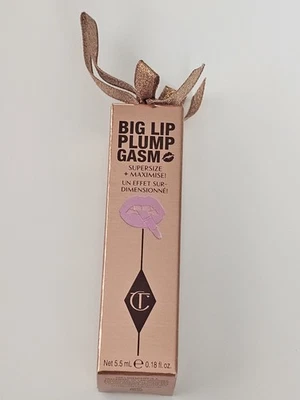 BIG LIP
PLUMP
GASM
SUPERSIZE
+ MAXIMISE!
UN EFFET SUR-
DIMENSIONNÉ!
CT
Net 5.5 mL ℮ 0.18 fl. oz.